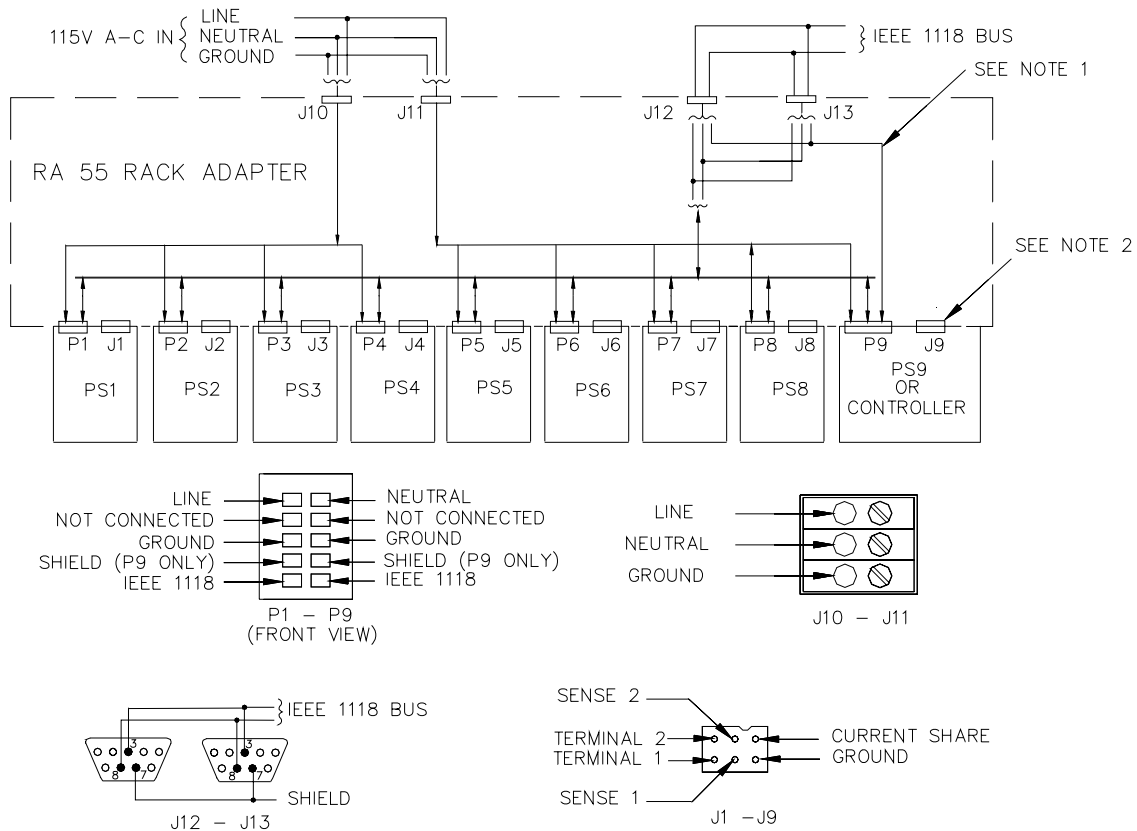 LINE
115V A-C IN
NEUTRAL
GROUND
IEEE 1118 BUS
SEE NOTE 1
J10
J11
J12
J13
RA 55 RACK ADAPTER
SEE NOTE 2
P1 J1
P2 J2
P3 J3
P4 J4
P5 J5
P6 J6
P7 J7
P8 J8
P9 J9
PS1
PS2
PS3
PS4
PS5
PS6
PS7
PS8
PS9
OR
CONTROLLER
LINE
NOT CONNECTED
GROUND
SHIELD (P9 ONLY)
IEEE 1118
NEUTRAL
NOT CONNECTED
GROUND
SHIELD (P9 ONLY)
IEEE 1118
P1 - P9
(FRONT VIEW)
LINE
NEUTRAL
GROUND
J10 - J11
IEEE 1118 BUS
3
8 7
3
8 7
SHIELD
J12 - J13
SENSE 2
TERMINAL 2
TERMINAL 1
SENSE 1
CURRENT SHARE
GROUND
J1 -J9